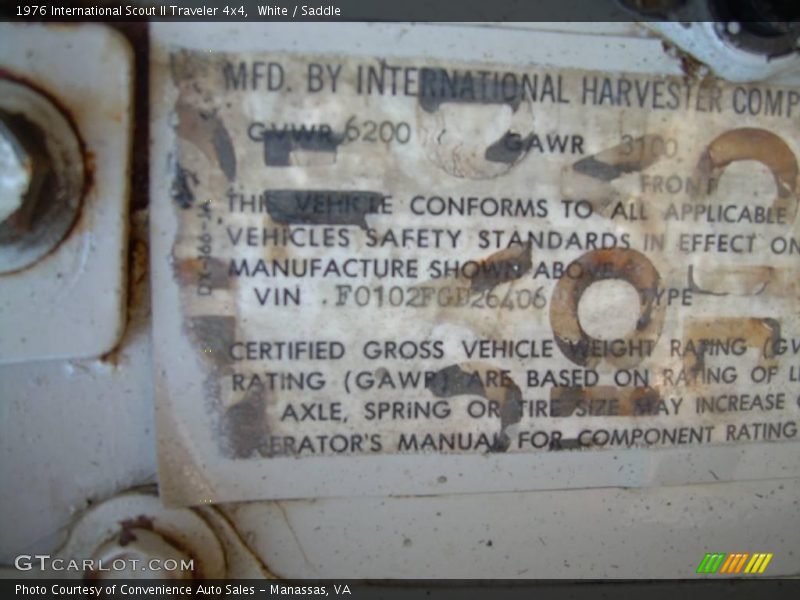 1976 International Scout II Traveler 4x4,  White / Saddle
MFD. BY INTERNATIONAL HARVESTER COMP
GVWR 6200 GAWR 3100
FRONT
THIS VEHICLE CONFORMS TO ALL APPLICABLE
VEHICLES SAFETY STANDARDS IN EFFECT ON
MANUFACTURE SHOWN ABOVE
VIN F0102FGD26406 TYPE
CERTIFIED GROSS VEHICLE WEIGHT RATING (GV
RATING (GAWR) ARE BASED ON RATING OF
AXLE, SPRiNG OR TIRE SIZE MAY INCREASE
ERATOR'S MANUAL FOR COMPONENT RATING
GTCARLOT.COM
Photo Courtesy of Convenience Auto Sales – Manassas, VA